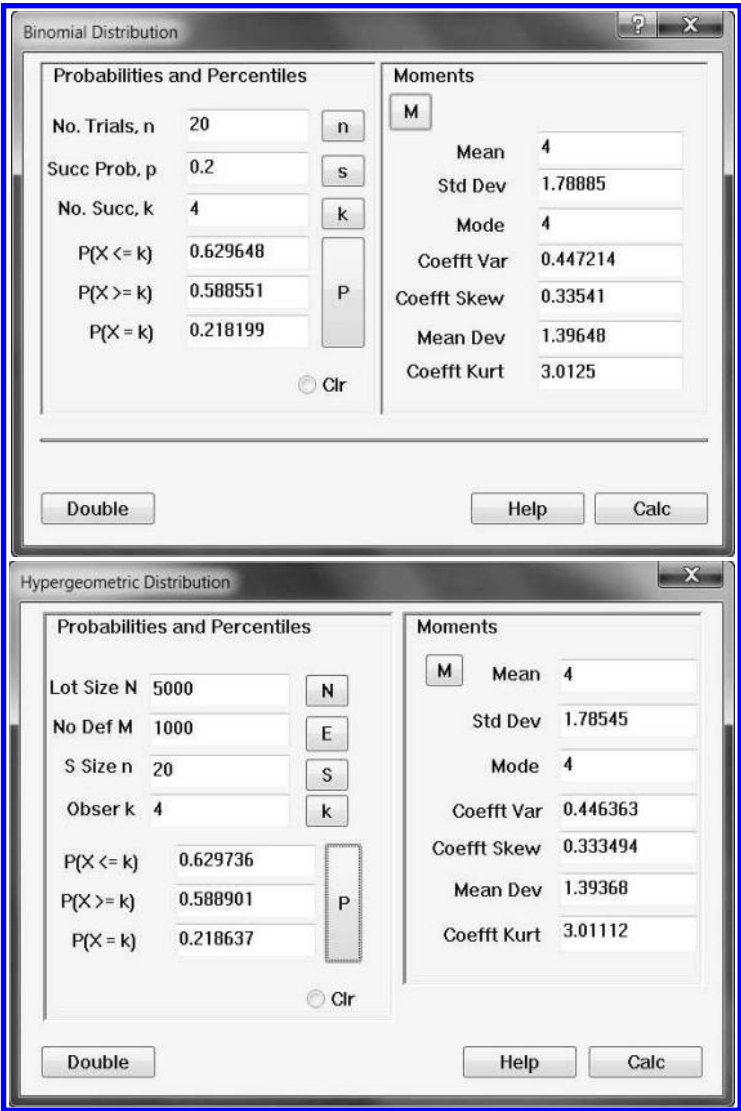 Binomial Distribution
Probabilities and Percentiles
No. Trials, n 20 n
Succ Prob, p 0.2 s
No. Succ, k 4 k
P(X <= k) 0.629648
P(X >= k) 0.588551 P
P(X = k) 0.218199
Clr
Moments
M
Mean 4
Std Dev 1.78885
Mode 4
Coefft Var 0.447214
Coefft Skew 0.33541
Mean Dev 1.39648
Coefft Kurt 3.0125
Double Help Calc
Hypergeometric Distribution
Probabilities and Percentiles
Lot Size N 5000 N
No Def M 1000 E
S Size n 20 S
Obser k 4 k
P(X <= k) 0.629736
P(X >= k) 0.588901 P
P(X = k) 0.218637
Clr
Moments
M Mean 4
Std Dev 1.78545
Mode 4
Coefft Var 0.446363
Coefft Skew 0.333494
Mean Dev 1.39368
Coefft Kurt 3.01112
Double Help Calc